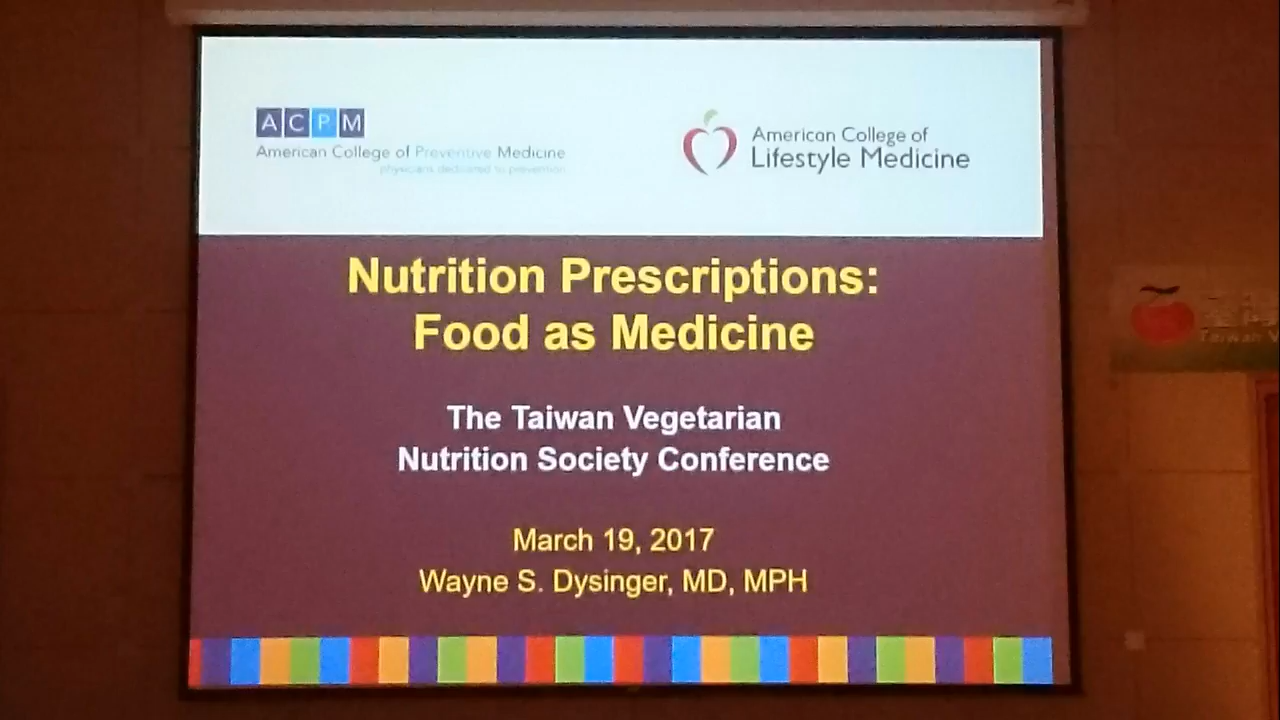 ACPM
American College of Preventive Medicine
physicians dedicated to prevention
American College of
Lifestyle Medicine
Nutrition Prescriptions:
Food as Medicine
The Taiwan Vegetarian
Nutrition Society Conference
March 19, 2017
Wayne S. Dysinger, MD, MPH
Taiwan V